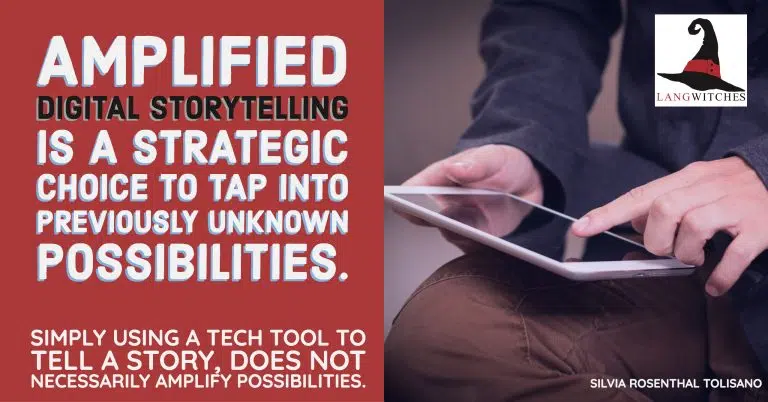 AMPLIFIED
DIGITAL STORYTELLING
IS A STRATEGIC
CHOICE TO TAP INTO
PREVIOUSLY UNKNOWN
POSSIBILITIES.
SIMPLY USING A TECH TOOL TO
TELL A STORY, DOES NOT
NECESSARILY AMPLIFY POSSIBILITIES.
LANGWITCHES
SILVIA ROSENTHAL TOLISANO